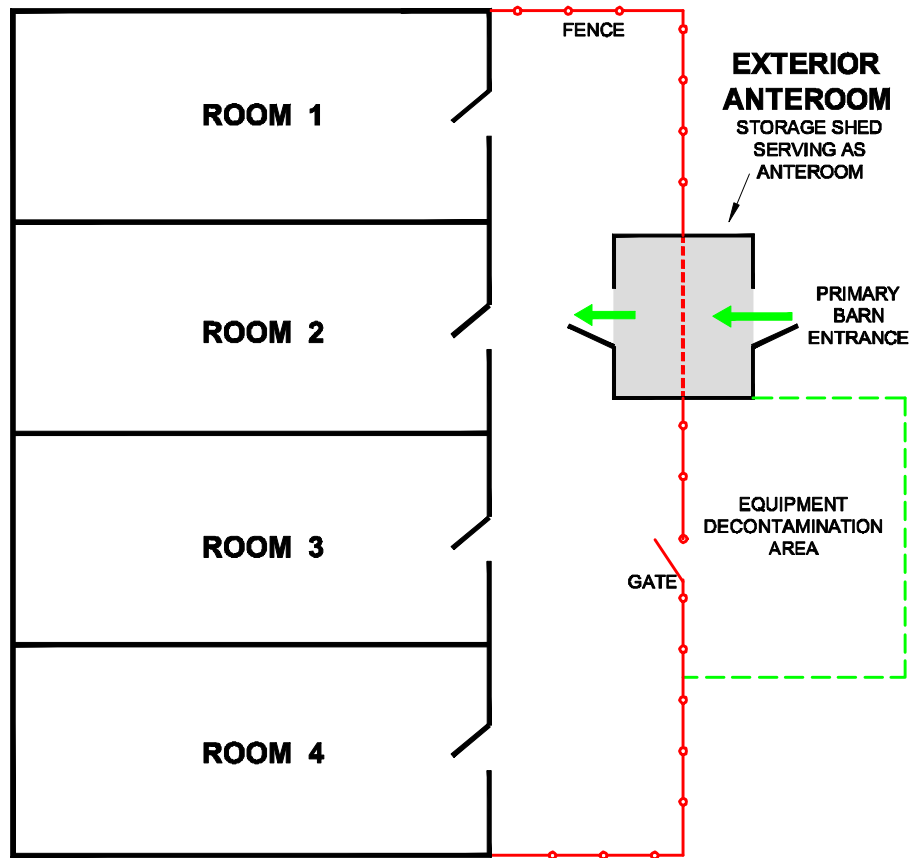 FENCE
ROOM 1
EXTERIOR
ANTEROOM
STORAGE SHED
SERVING AS
ANTEROOM
ROOM 2
PRIMARY
BARN
ENTRANCE
EQUIPMENT
DECONTAMINATION
AREA
ROOM 3
GATE
ROOM 4